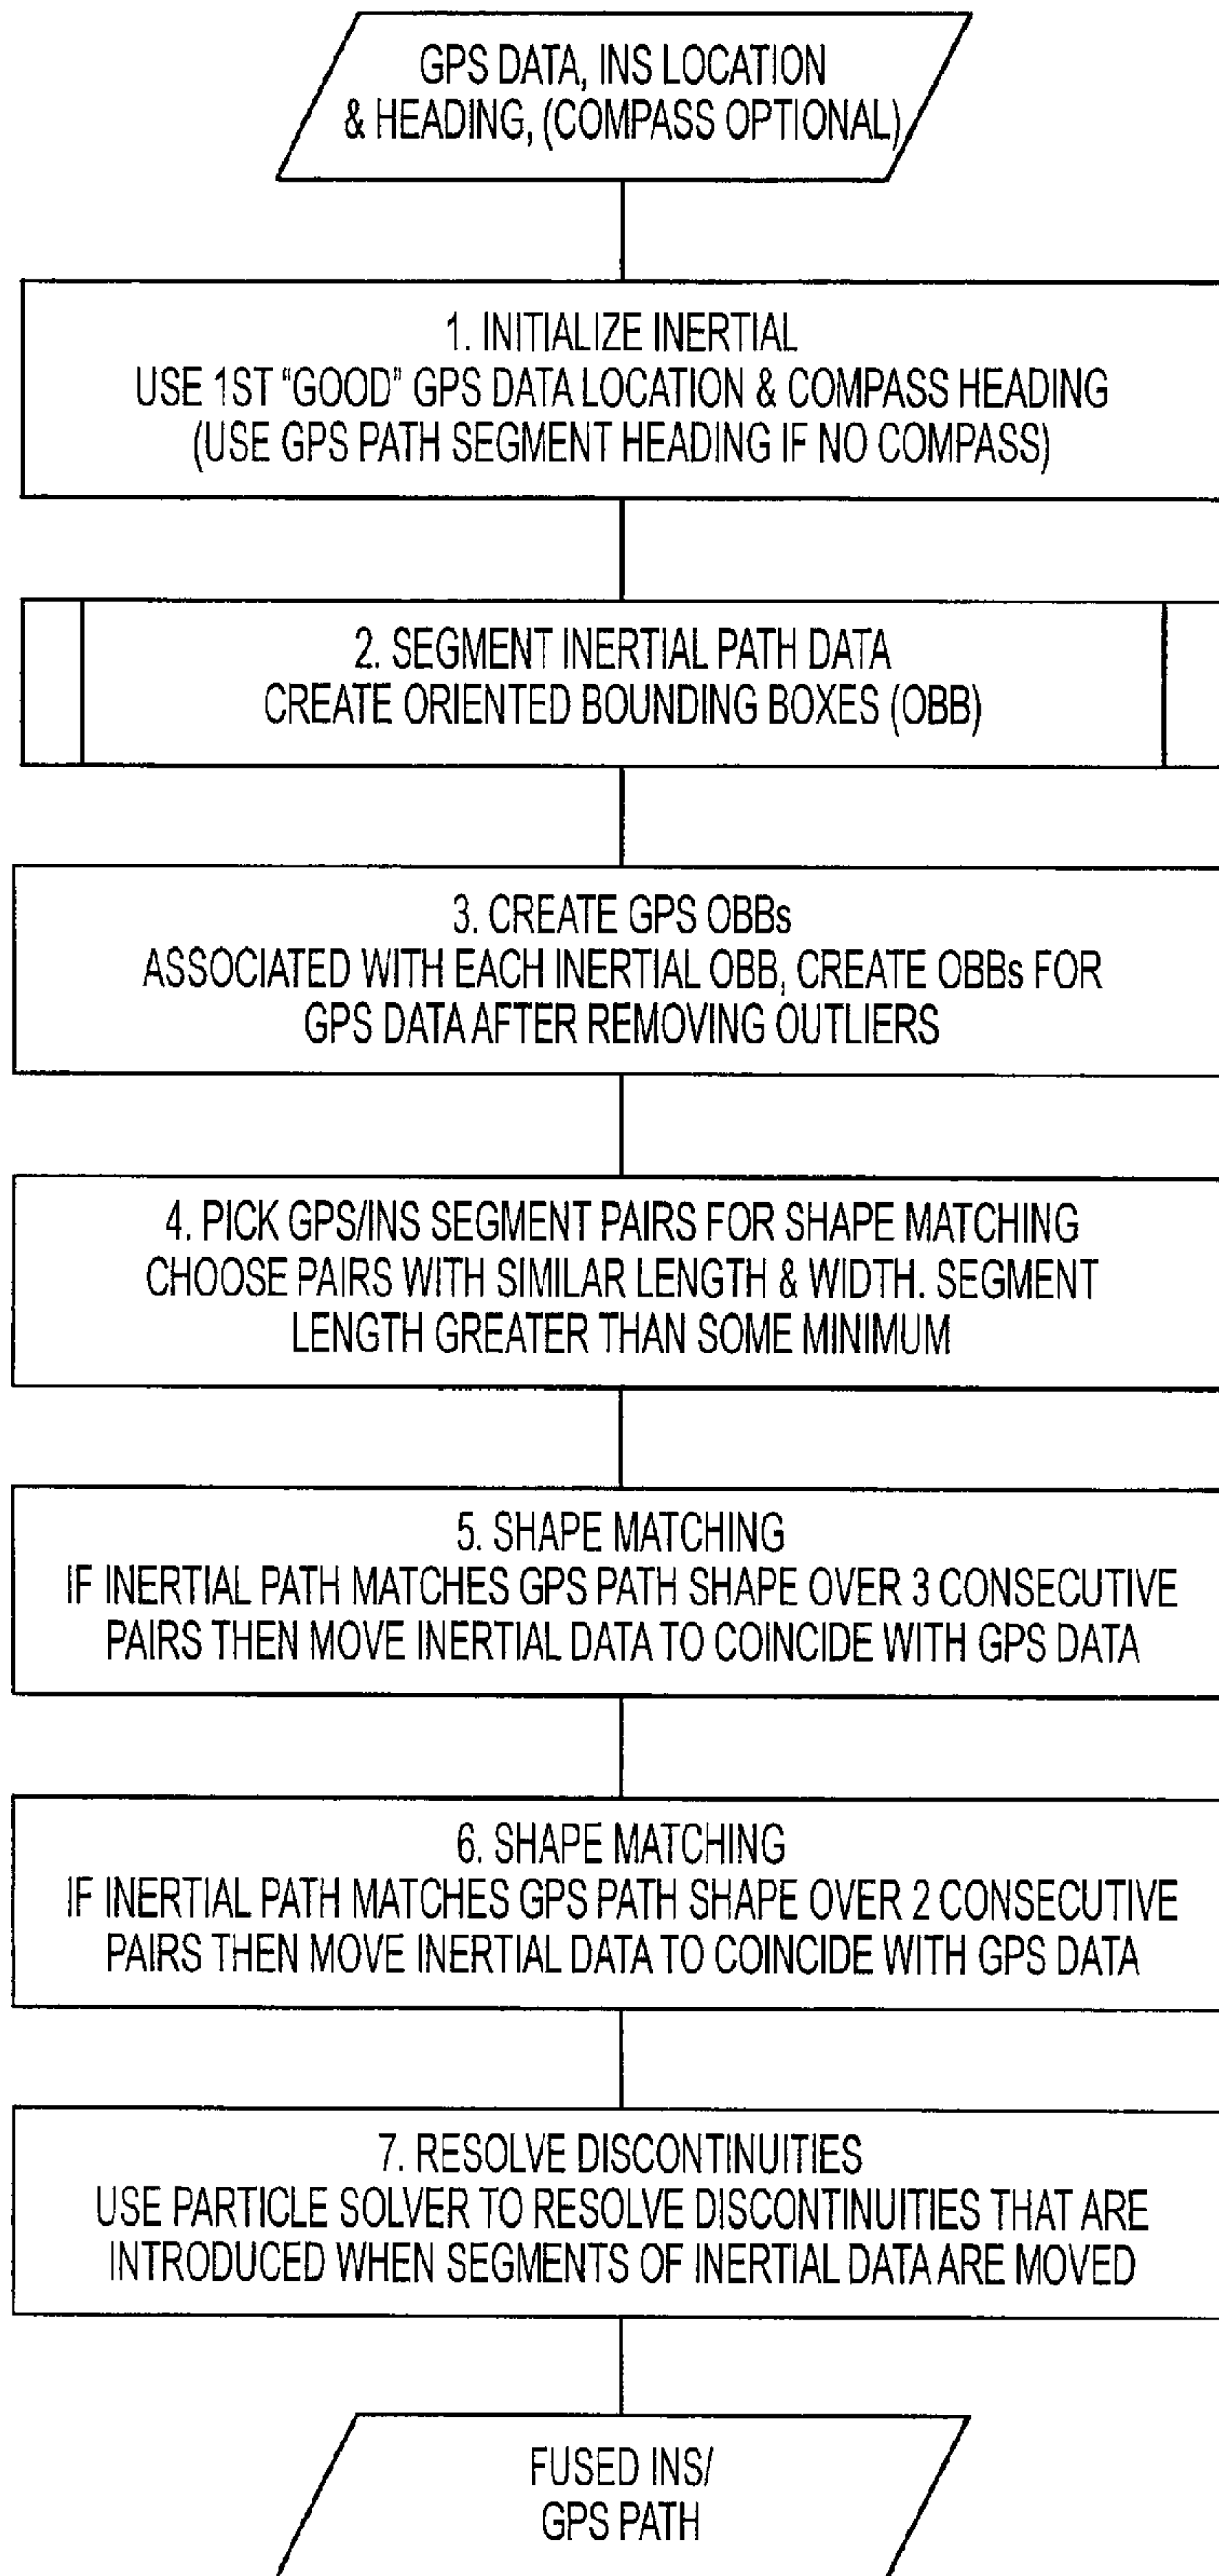 GPS DATA, INS LOCATION
& HEADING, (COMPASS OPTIONAL)
1. INITIALIZE INERTIAL
USE 1ST “GOOD” GPS DATA LOCATION & COMPASS HEADING
(USE GPS PATH SEGMENT HEADING IF NO COMPASS)
2. SEGMENT INERTIAL PATH DATA
CREATE ORIENTED BOUNDING BOXES (OBB)
3. CREATE GPS OBBs
ASSOCIATED WITH EACH INERTIAL OBB, CREATE OBBs FOR
GPS DATA AFTER REMOVING OUTLIERS
4. PICK GPS/INS SEGMENT PAIRS FOR SHAPE MATCHING
CHOOSE PAIRS WITH SIMILAR LENGTH & WIDTH. SEGMENT
LENGTH GREATER THAN SOME MINIMUM
5. SHAPE MATCHING
IF INERTIAL PATH MATCHES GPS PATH SHAPE OVER 3 CONSECUTIVE
PAIRS THEN MOVE INERTIAL DATA TO COINCIDE WITH GPS DATA
6. SHAPE MATCHING
IF INERTIAL PATH MATCHES GPS PATH SHAPE OVER 2 CONSECUTIVE
PAIRS THEN MOVE INERTIAL DATA TO COINCIDE WITH GPS DATA
7. RESOLVE DISCONTINUITIES
USE PARTICLE SOLVER TO RESOLVE DISCONTINUITIES THAT ARE
INTRODUCED WHEN SEGMENTS OF INERTIAL DATA ARE MOVED
FUSED INS/
GPS PATH